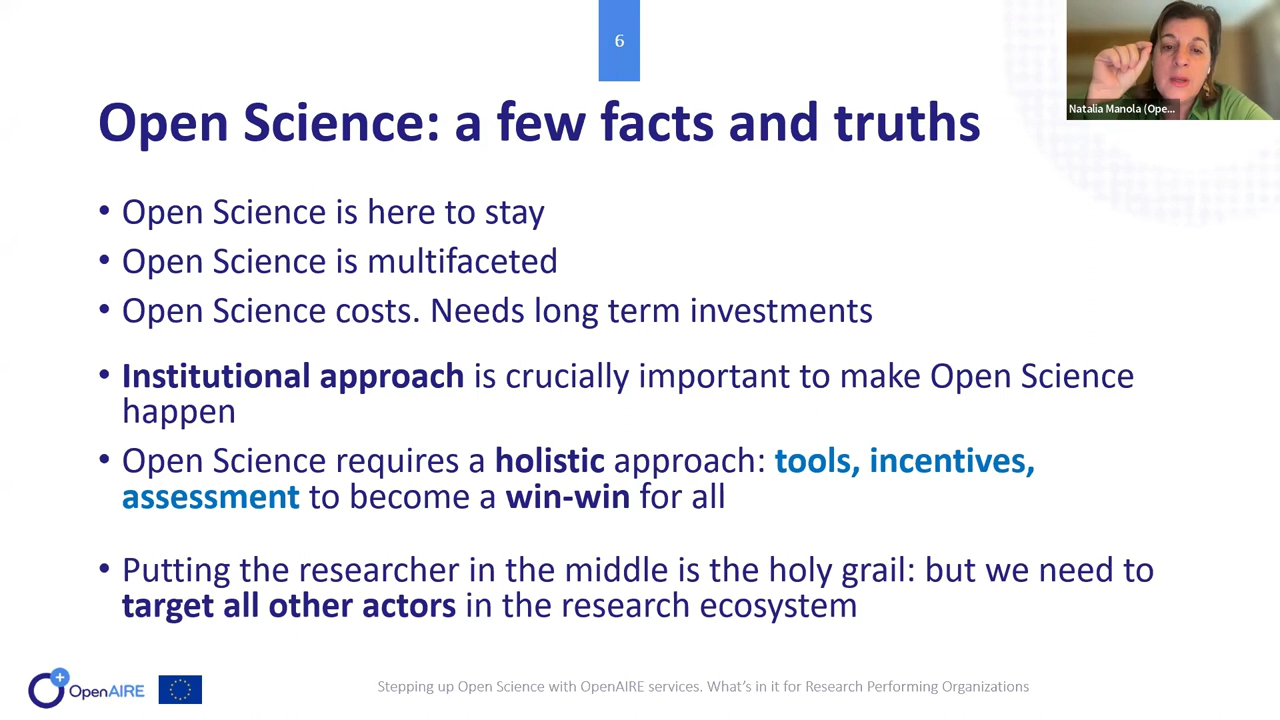 6
Natalia Manola (Ope...
Open Science: a few facts and truths
• Open Science is here to stay
• Open Science is multifaceted
• Open Science costs. Needs long term investments
• Institutional approach is crucially important to make Open Science
happen
• Open Science requires a holistic approach: tools, incentives,
assessment to become a win-win for all
• Putting the researcher in the middle is the holy grail: but we need to
target all other actors in the research ecosystem
OpenAIRE
Stepping up Open Science with OpenAIRE services. What's in it for Research Performing Organizations